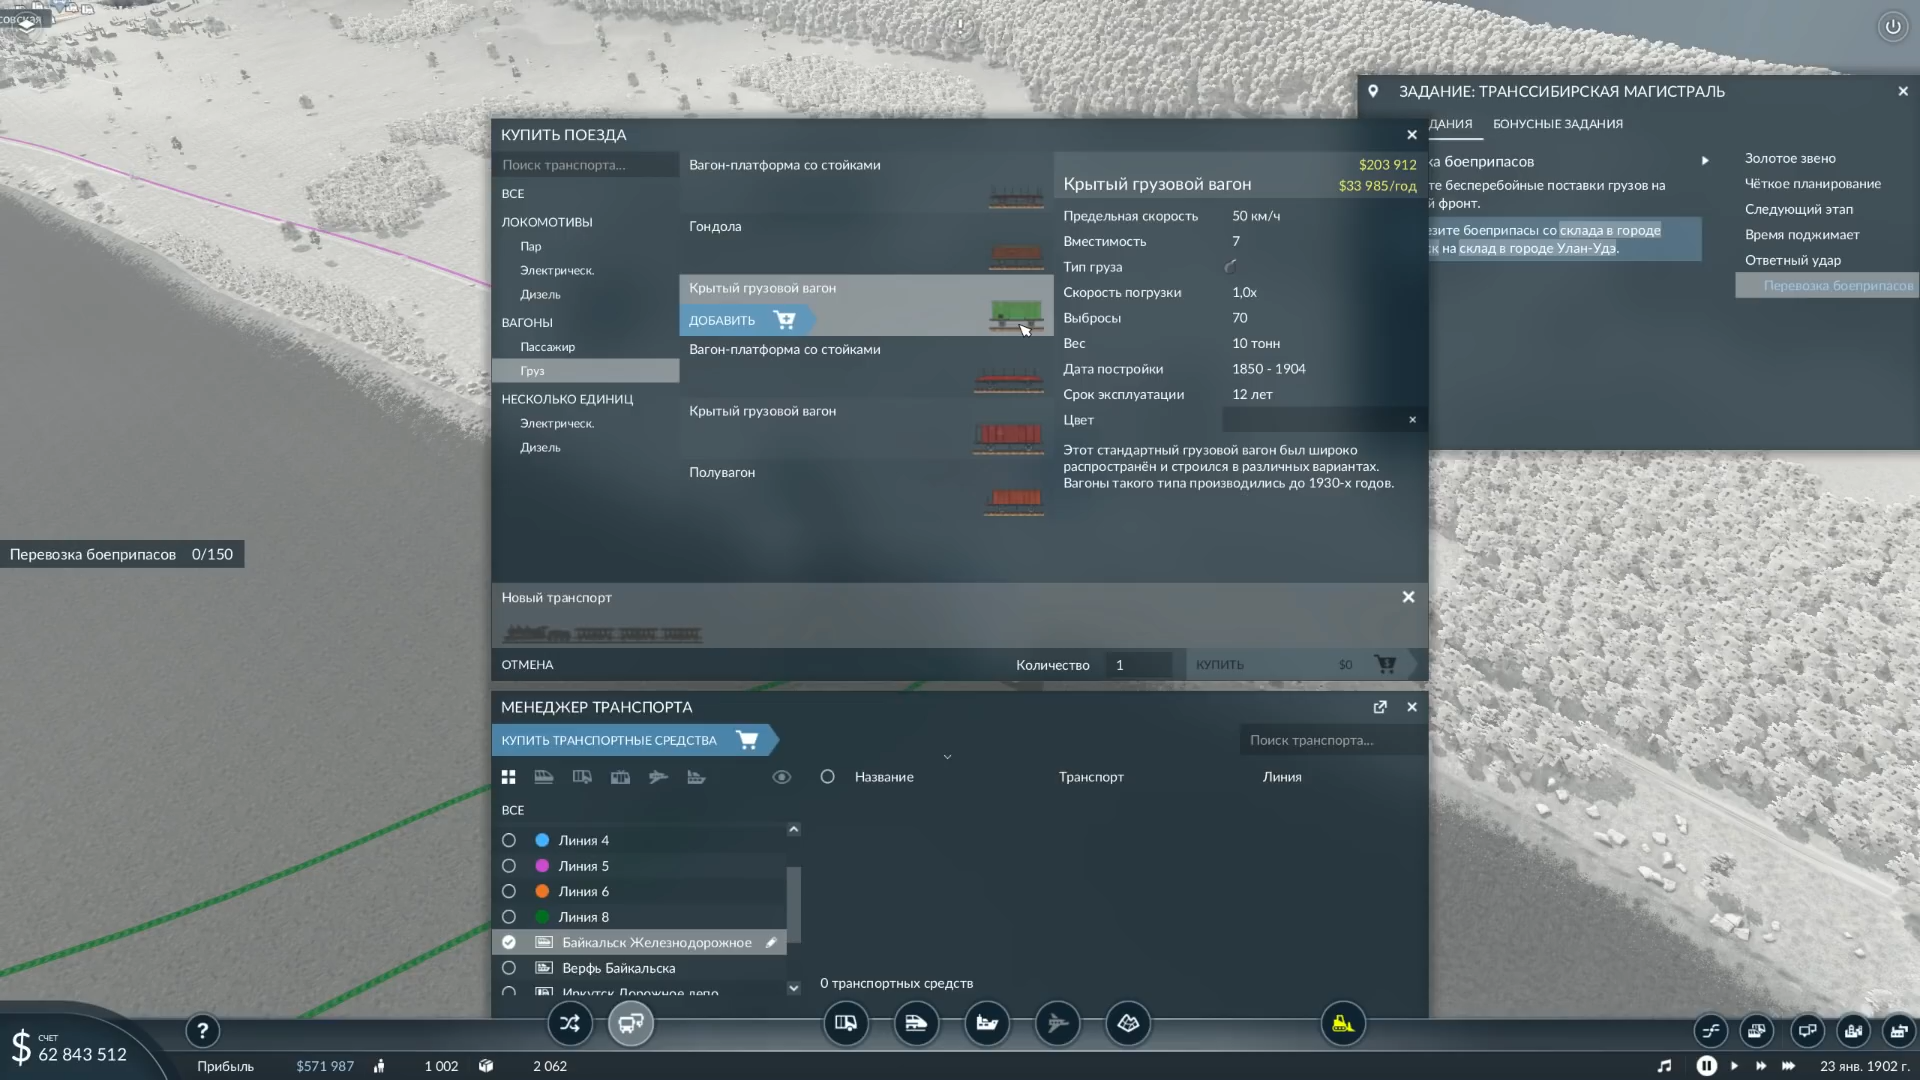 совская
ЗАДАНИЕ: ТРАНССИБИРСКАЯ МАГИСТРАЛЬ
БОНУСНЫЕ ЗАДАНИЯ
боеприпасов
бесперебойные поставки грузов на
фронт.
боеприпасы со склада в городе
на склад в городе Улан-Удэ.
Золотое звено
Чёткое планирование
Следующий этап
Время поджимает
Ответный удар
Перевозка боеприпасов
КУПИТЬ ПОЕЗДА
Поиск транспорта...
ВСЕ
ЛОКОМОТИВЫ
Пар
Электрическ.
Дизель
ВАГОНЫ
Пассажир
Груз
НЕСКОЛЬКО ЕДИНИЦ
Электрическ.
Дизель
Вагон-платформа со стойками
Гондола
Крытый грузовой вагон
ДОБАВИТЬ
Вагон-платформа со стойками
Крытый грузовой вагон
Полувагон
$203 912
Крытый грузовой вагон $33 985/год
Предельная скорость 50 км/ч
Вместимость 7
Тип груза
Скорость погрузки 1,0x
Выбросы 70
Вес 10 тонн
Дата постройки 1850 - 1904
Срок эксплуатации 12 лет
Цвет
Этот стандартный грузовой вагон был широко
распространён и строился в различных вариантах.
Вагоны такого типа производились до 1930-х годов.
Перевозка боеприпасов 0/150
Новый транспорт
ОТМЕНА Количество 1 КУПИТЬ $0
МЕНЕДЖЕР ТРАНСПОРТА
КУПИТЬ ТРАНСПОРТНЫЕ СРЕДСТВА
Поиск транспорта...
Название Транспорт Линия
ВСЕ
Линия 4
Линия 5
Линия 6
Линия 8
Байкальск Железнодорожное
Верфь Байкальска
Иркутск Дорожное депо
0 транспортных средств
$ СЧЕТ
62 843 512
?
Прибыль $571 987 1 002 2 062
23 янв. 1902 г.